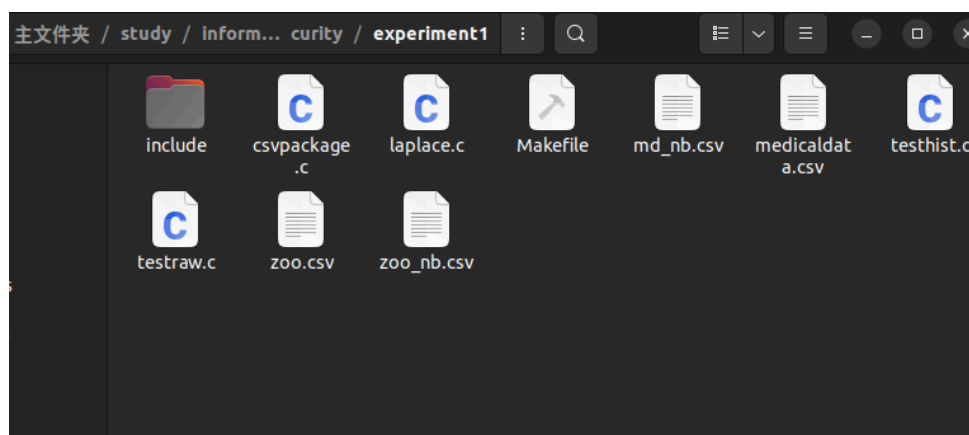 主文件夹 / study / inform... curity / experiment1
include
csvpackage
.c
laplace.c
Makefile
md_nb.csv
medicaldat
a.csv
testhist.c
testraw.c
zoo.csv
zoo_nb.csv
s